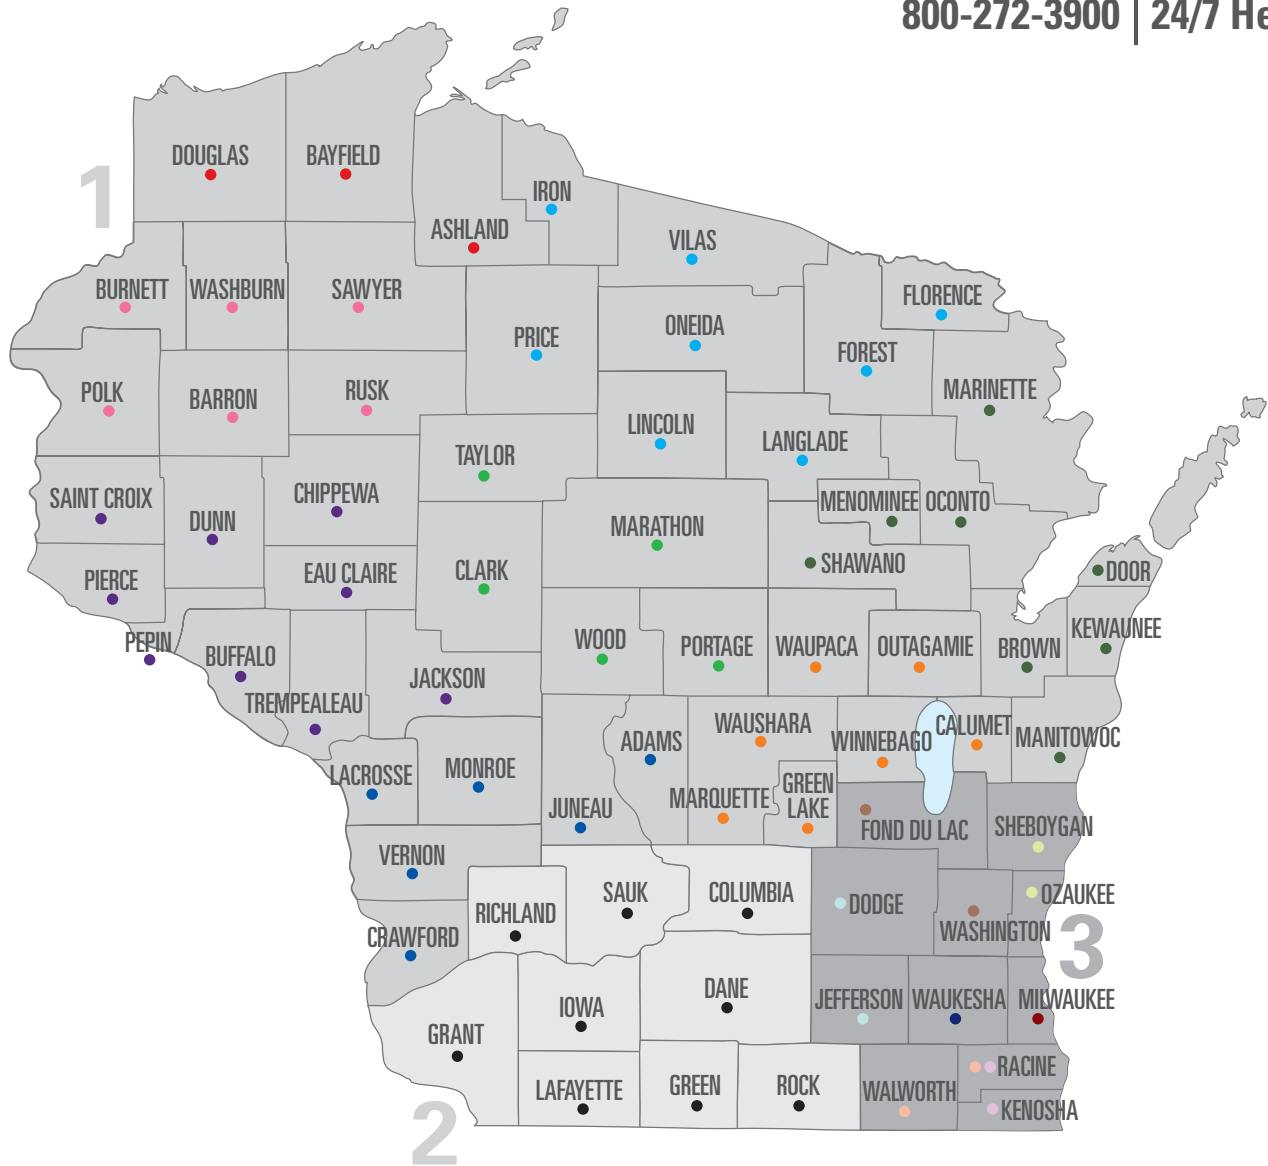 800-272-3900 | 24/7 He
DOUGLAS
BAYFIELD
1
IRON
ASHLAND
VILAS
BURNETT
WASHBURN
SAWYER
FLORENCE
PRICE
ONEIDA
FOREST
POLK
BARRON
RUSK
MARINETTE
LINCOLN
LANGLADE
TAYLOR
SAINT CROIX
CHIPPEWA
MENOMINEE
OCONTO
DUNN
MARATHON
SHAWANO
PIERCE
EAU CLAIRE
CLARK
DOOR
PEPIN
BUFFALO
WOOD
PORTAGE
WAUPACA
OUTAGAMIE
BROWN
KEWAUNEE
JACKSON
TREMPEALEAU
ADAMS
WAUSHARA
WINNEBAGO
CALUMET
MANITOWOC
LACROSSE
MONROE
JUNEAU
MARQUETTE
GREEN
LAKE
FOND DU LAC
SHEBOYGAN
VERNON
RICHLAND
SAUK
COLUMBIA
DODGE
OZAUKEE
WASHINGTON
3
CRAWFORD
GRANT
IOWA
DANE
JEFFERSON
WAUKESHA
MILWAUKEE
LAFAYETTE
GREEN
ROCK
WALWORTH
RACINE
KENOSHA
2